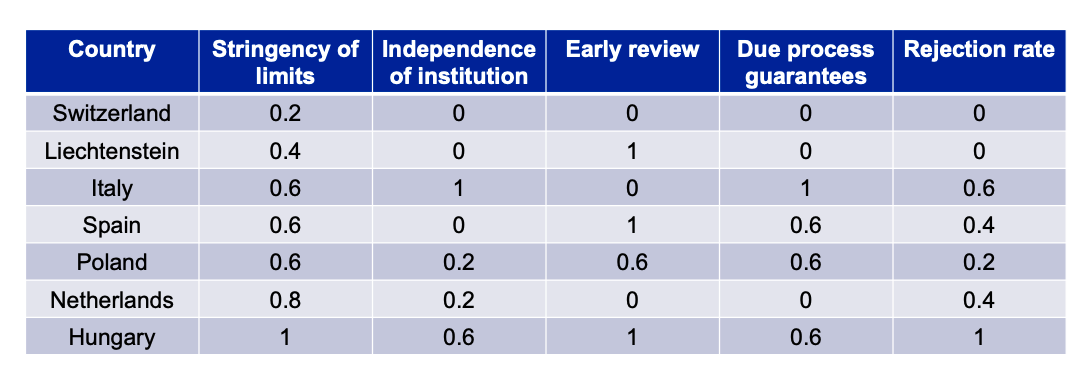 Country Stringency of limits Independence of institution Early review Due process guarantees Rejection rate
Switzerland 0.2 0 0 0 0
Liechtenstein 0.4 0 1 0 0
Italy 0.6 1 0 1 0.6
Spain 0.6 0 1 0.6 0.4
Poland 0.6 0.2 0.6 0.6 0.2
Netherlands 0.8 0.2 0 0 0.4
Hungary 1 0.6 1 0.6 1